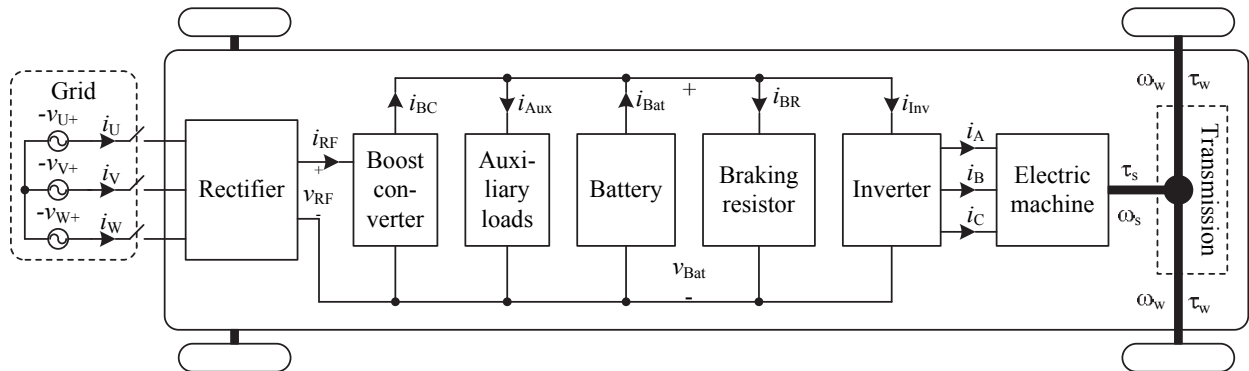 Grid
-vU+
iU
-vV+
iV
-vW+
iW
Rectifier
iRF
+
vRF
-
iBC
Boost
con-
verter
iAux
Auxi-
liary
loads
iBat
Battery
+
vBat
-
iBR
Braking
resistor
iInv
Inverter
iA
iB
iC
Electric
machine
τs
ωs
ωw τw
Transmission
ωw τw